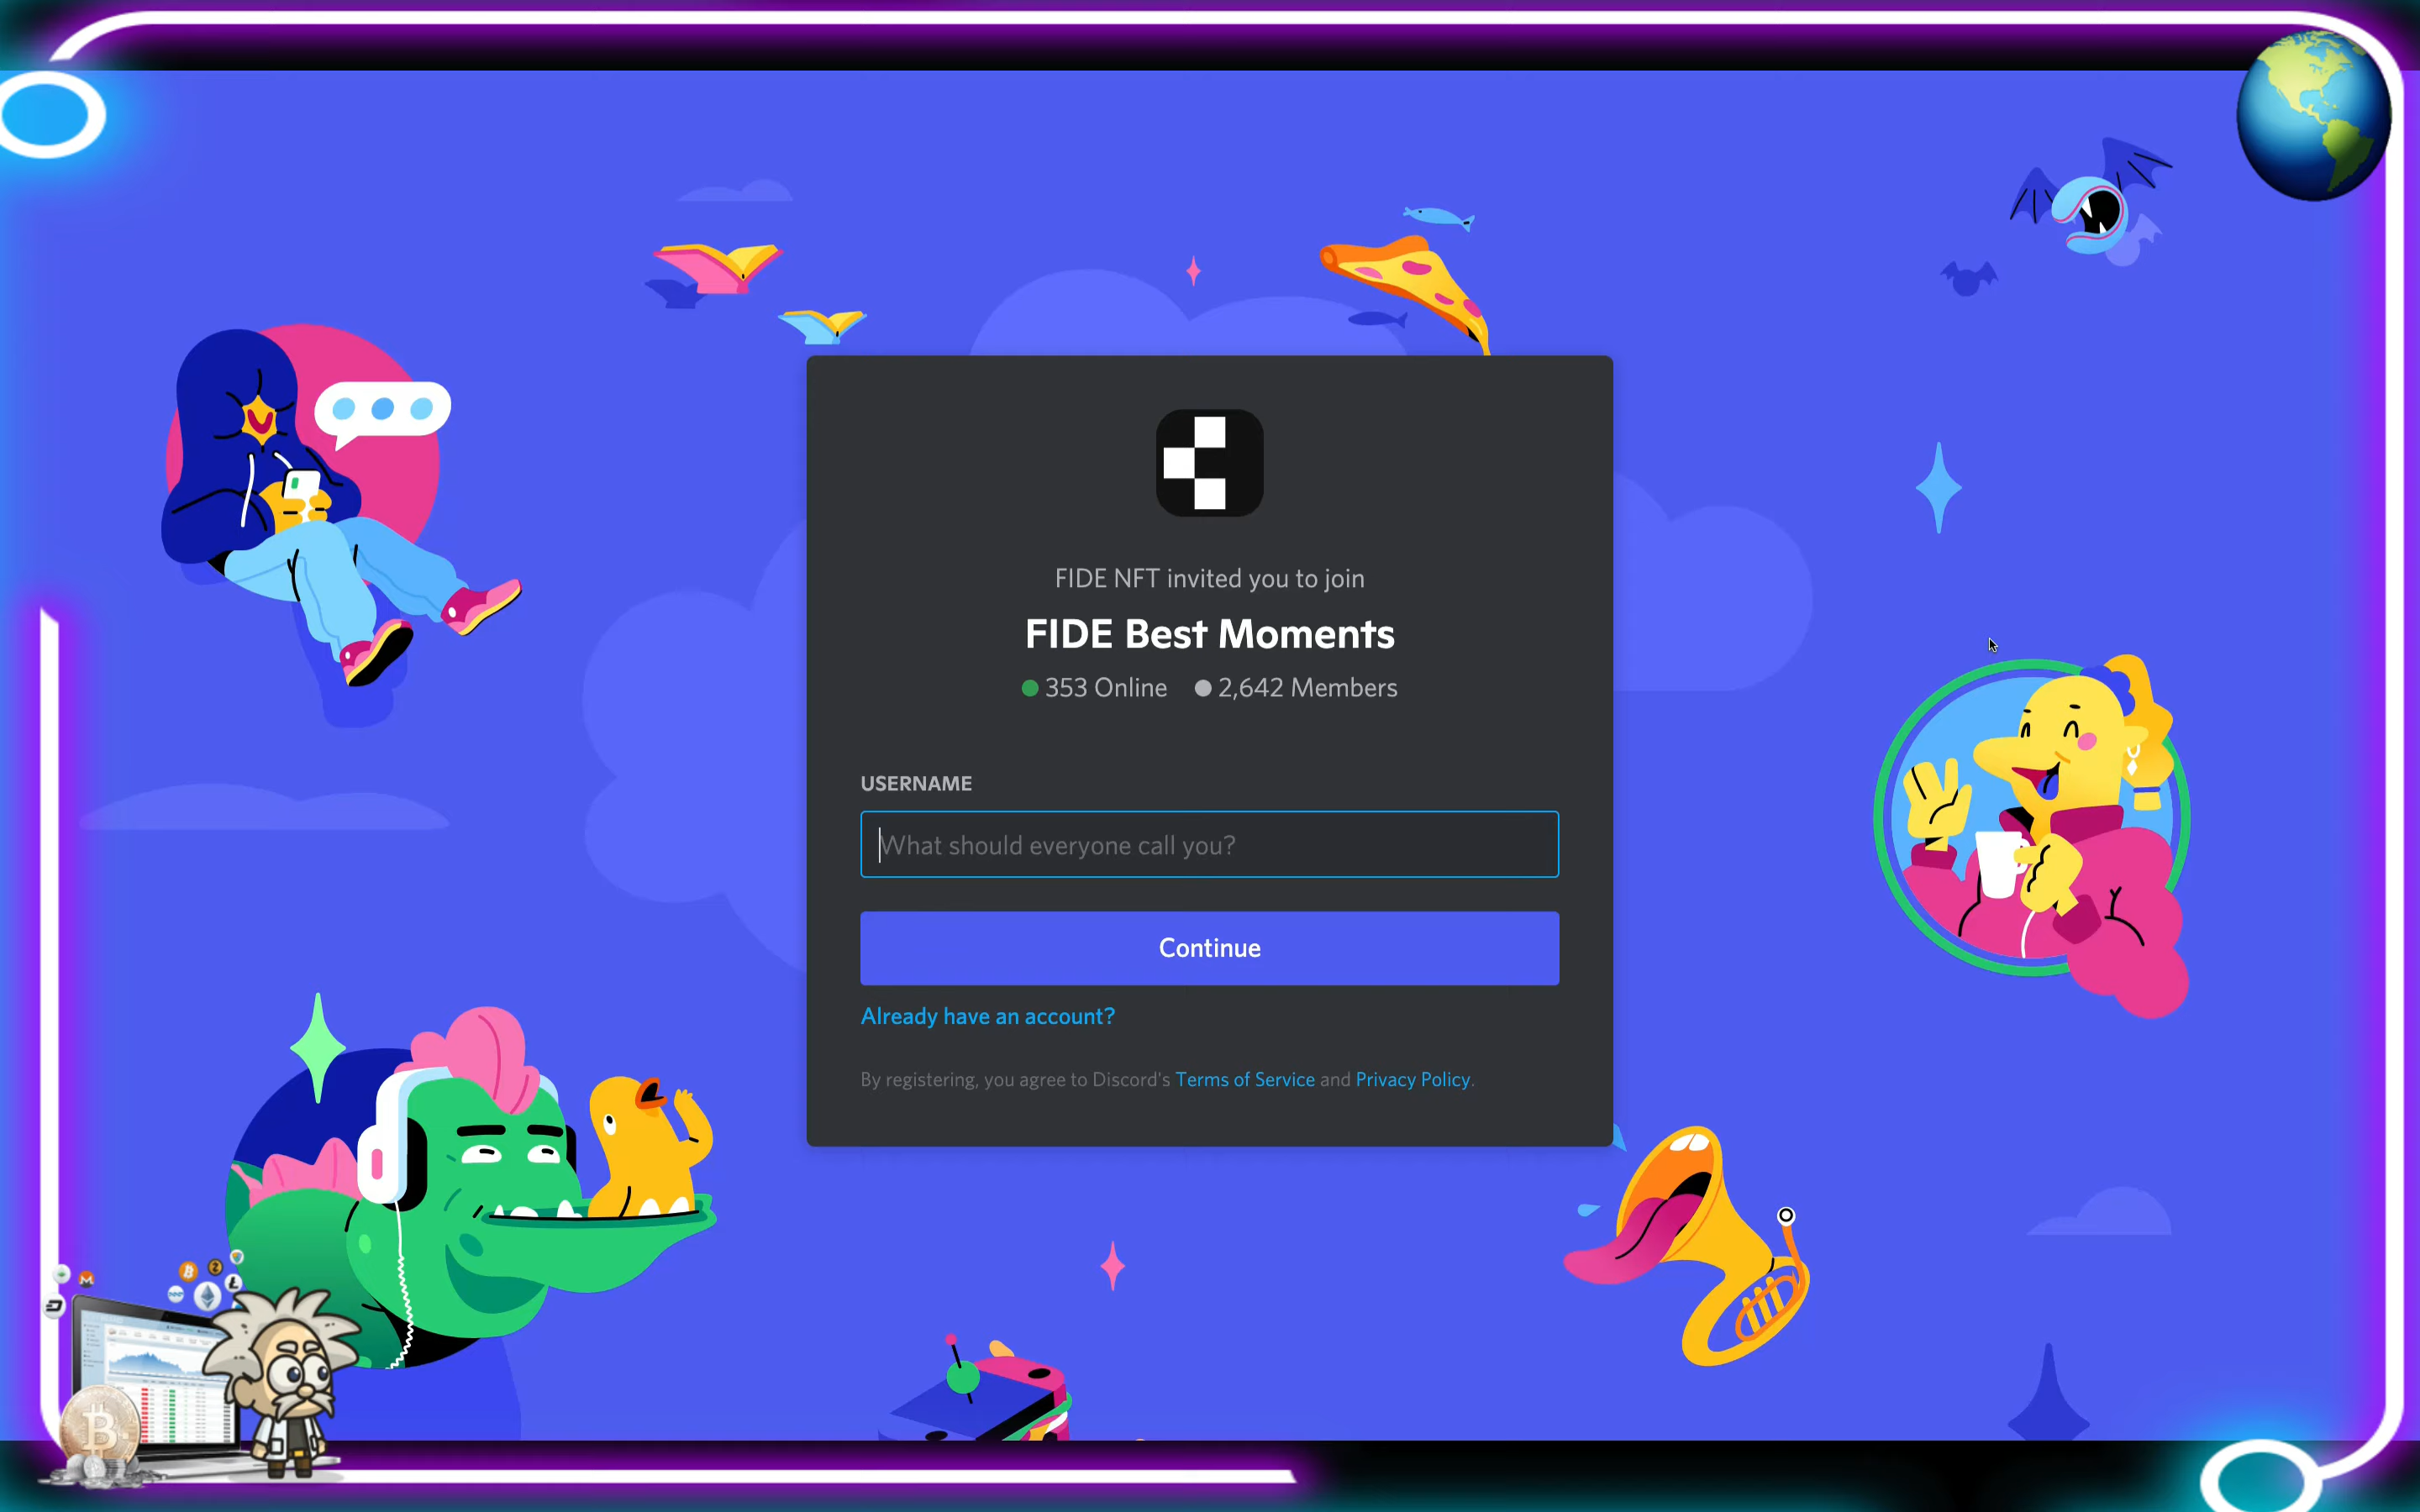 FIDE NFT invited you to join
FIDE Best Moments
353 Online 2,642 Members
USERNAME
What should everyone call you?
Continue
Already have an account?
By registering, you agree to Discord's Terms of Service and Privacy Policy.